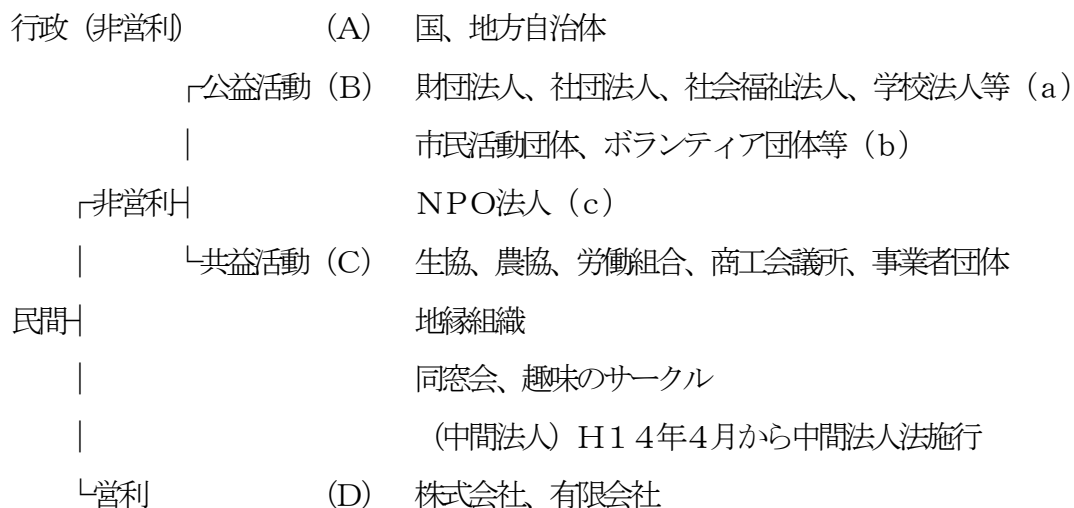 行政（非営利） （A） 国、地方自治体
┌公益活動（B） 財団法人、社団法人、社会福祉法人、学校法人等（a）
｜ 市民活動団体、ボランティア団体等（b）
┌非営利┤ ＮＰＯ法人（c）
｜ └共益活動（C） 生協、農協、労働組合、商工会議所、事業者団体
民間┤ 地縁組織
｜ 同窓会、趣味のサークル
｜ （中間法人）Ｈ１４年４月から中間法人法施行
└営利 （D） 株式会社、有限会社